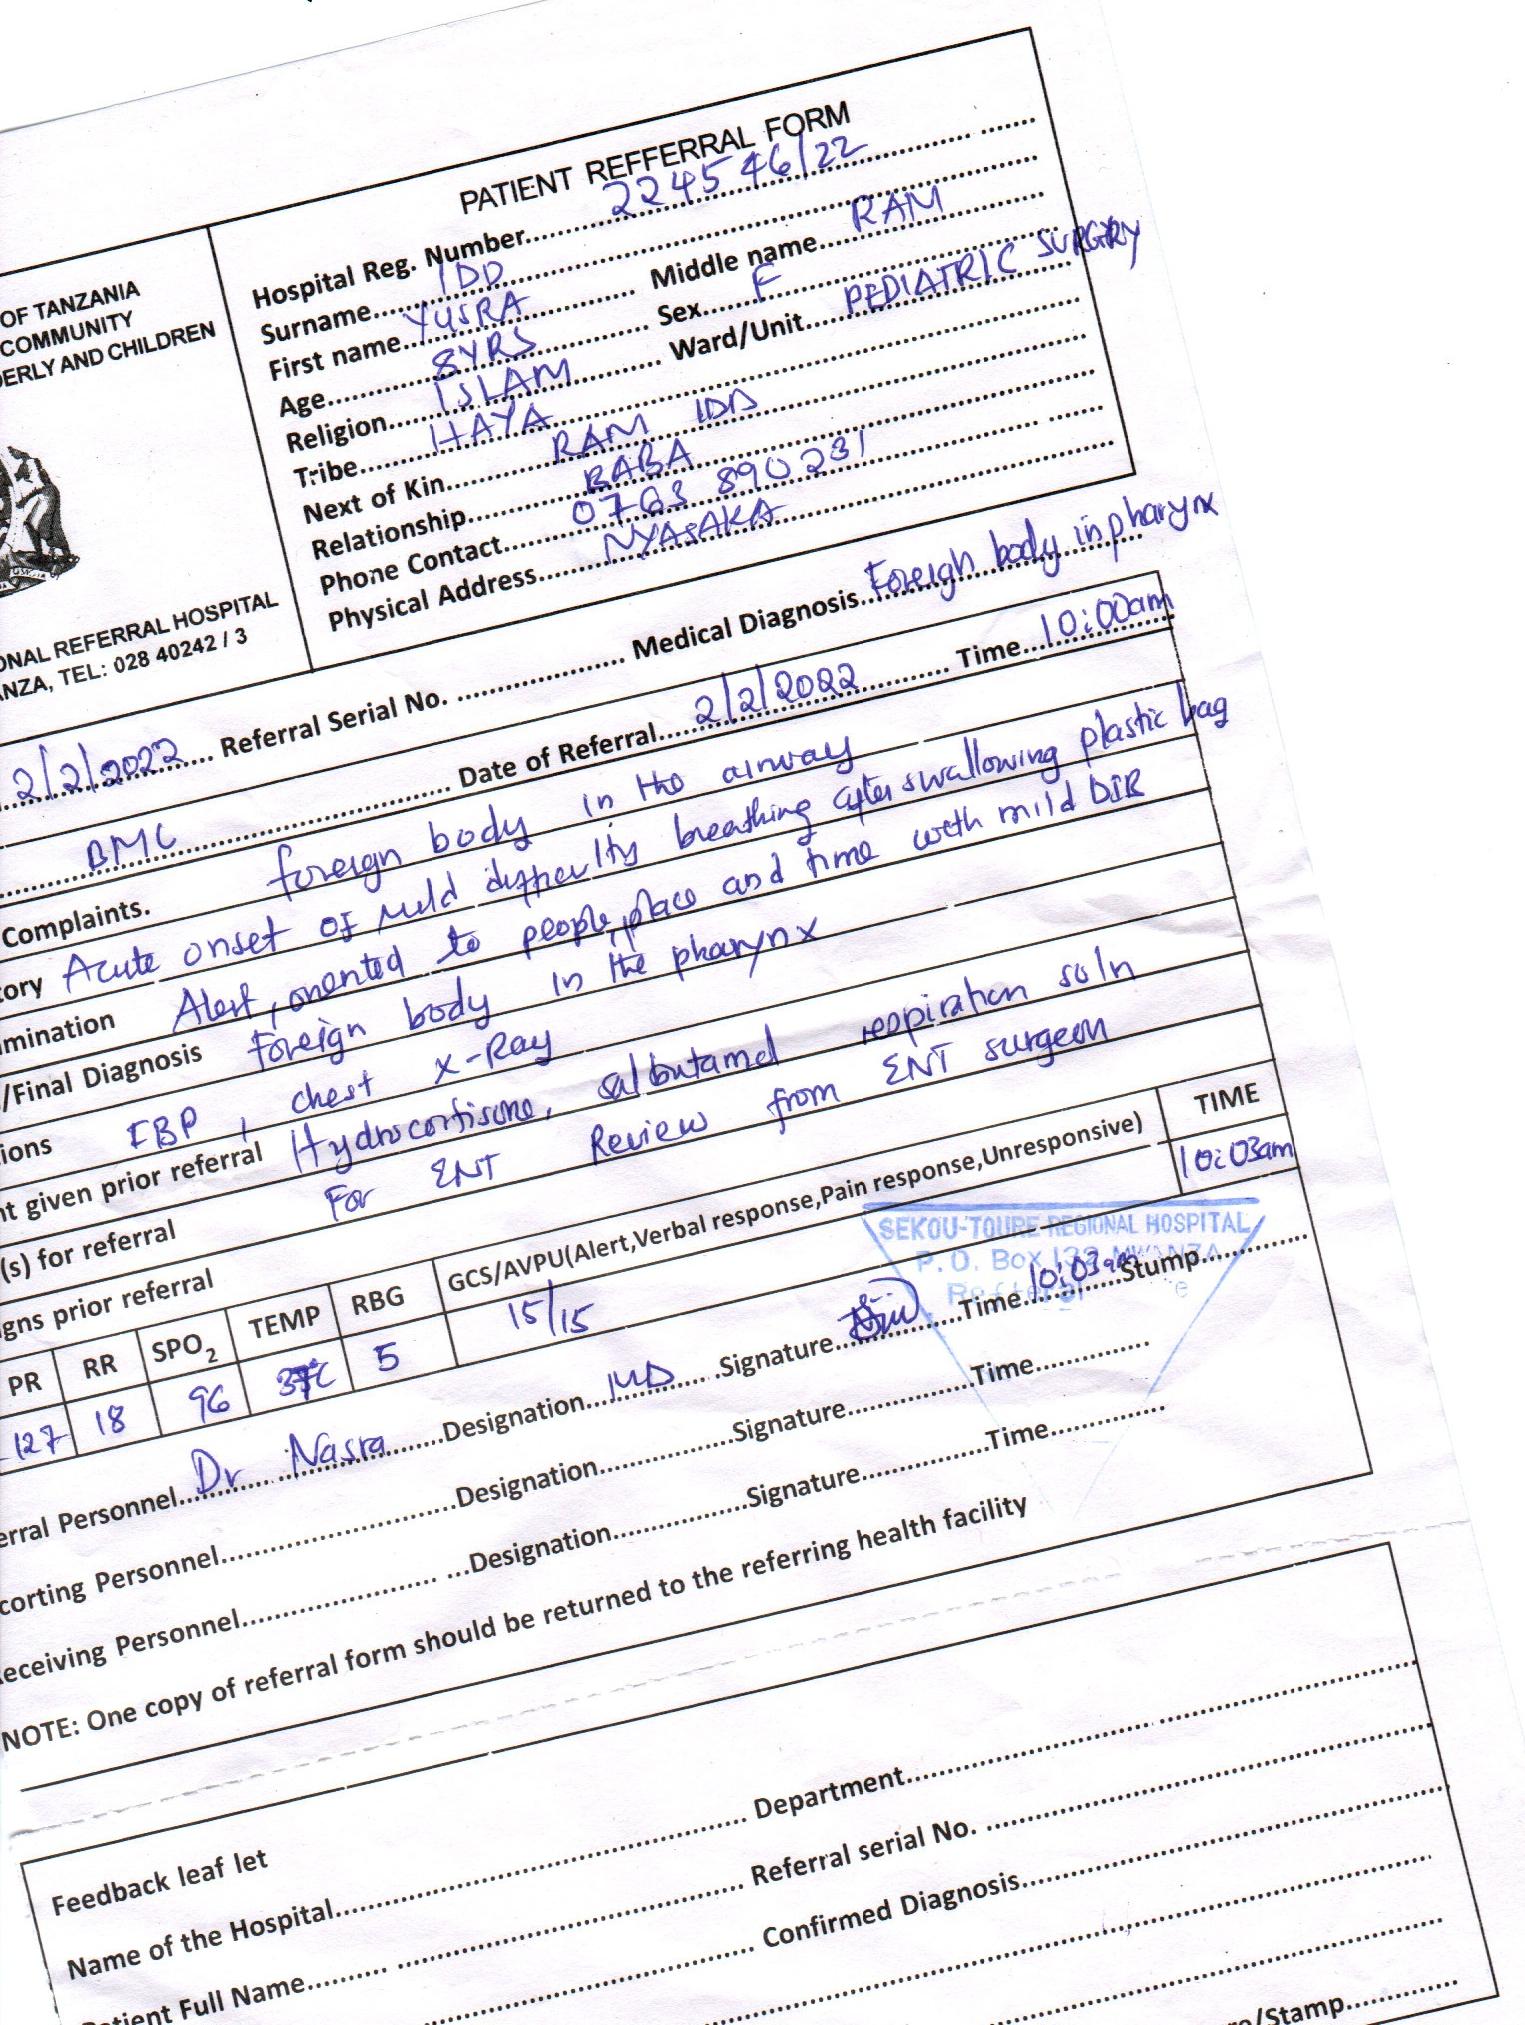 PATIENT REFFERRAL FORM
Hospital Reg. Number 224546/22
Surname IDD
First name YUSRA Middle name RAM
Age 8YRS Sex F
Religion ISLAM Ward/Unit PEDIATRIC SURGERY
Tribe HAYA
Next of Kin RAM IDD
Relationship BABA
Phone Contact 0763 890231
Physical Address NYASAKA
OF TANZANIA
COMMUNITY
ERLY AND CHILDREN
ONAL REFERRAL HOSPITAL
NZA, TEL: 028 40242 / 3
2/2/2022 Referral Serial No. Medical Diagnosis Foreign body in pharynx
BMC Date of Referral 2/2/2022 Time 10:00am
Complaints. foreign body in the airway
tory Acute onset of mild difficulty breathing after swallowing plastic bag
mination Alert, oriented to people, place and time with mild DIB
/Final Diagnosis Foreign body in the pharynx
ions FBP, chest x-Ray
nt given prior referral Hydrocortisone, salbutamol respiration soln
(s) for referral For ENT Review from ENT surgeon
igns prior referral
PR RR SPO2 TEMP RBG GCS/AVPU(Alert,Verbal response,Pain response,Unresponsive) TIME
127 18 96 37°C 5 15/15 10:03am
SEKOU-TOURE REGIONAL HOSPITAL
P.O. Box 132 MWANZA
erral Personnel Dr Nasra Designation MD Signature Time 10:03am Stump
corting Personnel Designation Signature Time
eceiving Personnel Designation Signature Time
NOTE: One copy of referral form should be returned to the referring health facility
Feedback leaf let
Name of the Hospital Department
Patient Full Name Referral serial No.
Confirmed Diagnosis
e/Stamp